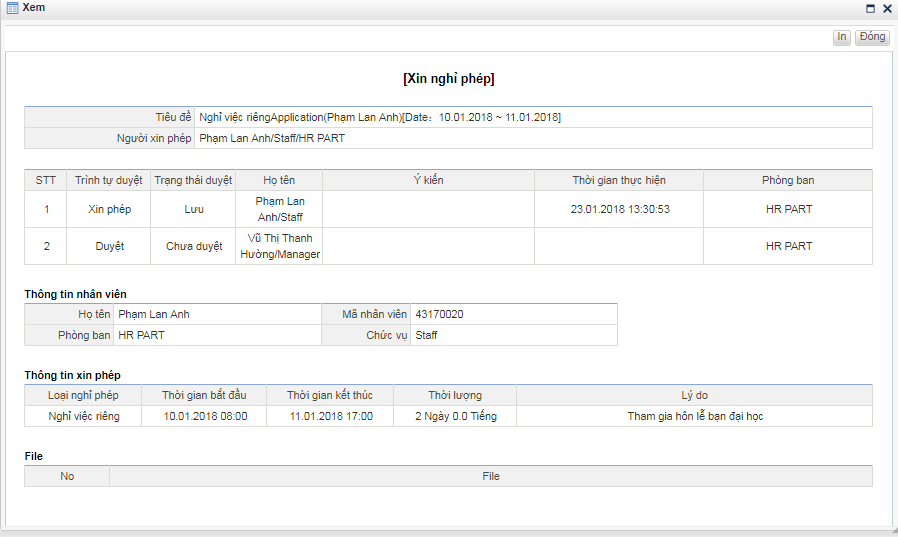 Xem
In Đóng
[Xin nghỉ phép]
Tiêu đề Nghỉ việc riêngApplication(Phạm Lan Anh)[Date: 10.01.2018 ~ 11.01.2018]
Người xin phép Phạm Lan Anh/Staff/HR PART
STT Trình tự duyệt Trạng thái duyệt Họ tên Ý kiến Thời gian thực hiện Phòng ban
1 Xin phép Lưu Phạm Lan Anh/Staff 23.01.2018 13:30:53 HR PART
2 Duyệt Chưa duyệt Vũ Thị Thanh Hường/Manager HR PART
Thông tin nhân viên
Họ tên Phạm Lan Anh Mã nhân viên 43170020
Phòng ban HR PART Chức vụ Staff
Thông tin xin phép
Loại nghỉ phép Thời gian bắt đầu Thời gian kết thúc Thời lượng Lý do
Nghỉ việc riêng 10.01.2018 08:00 11.01.2018 17:00 2 Ngày 0.0 Tiếng Tham gia hôn lễ bạn đại học
File
No File